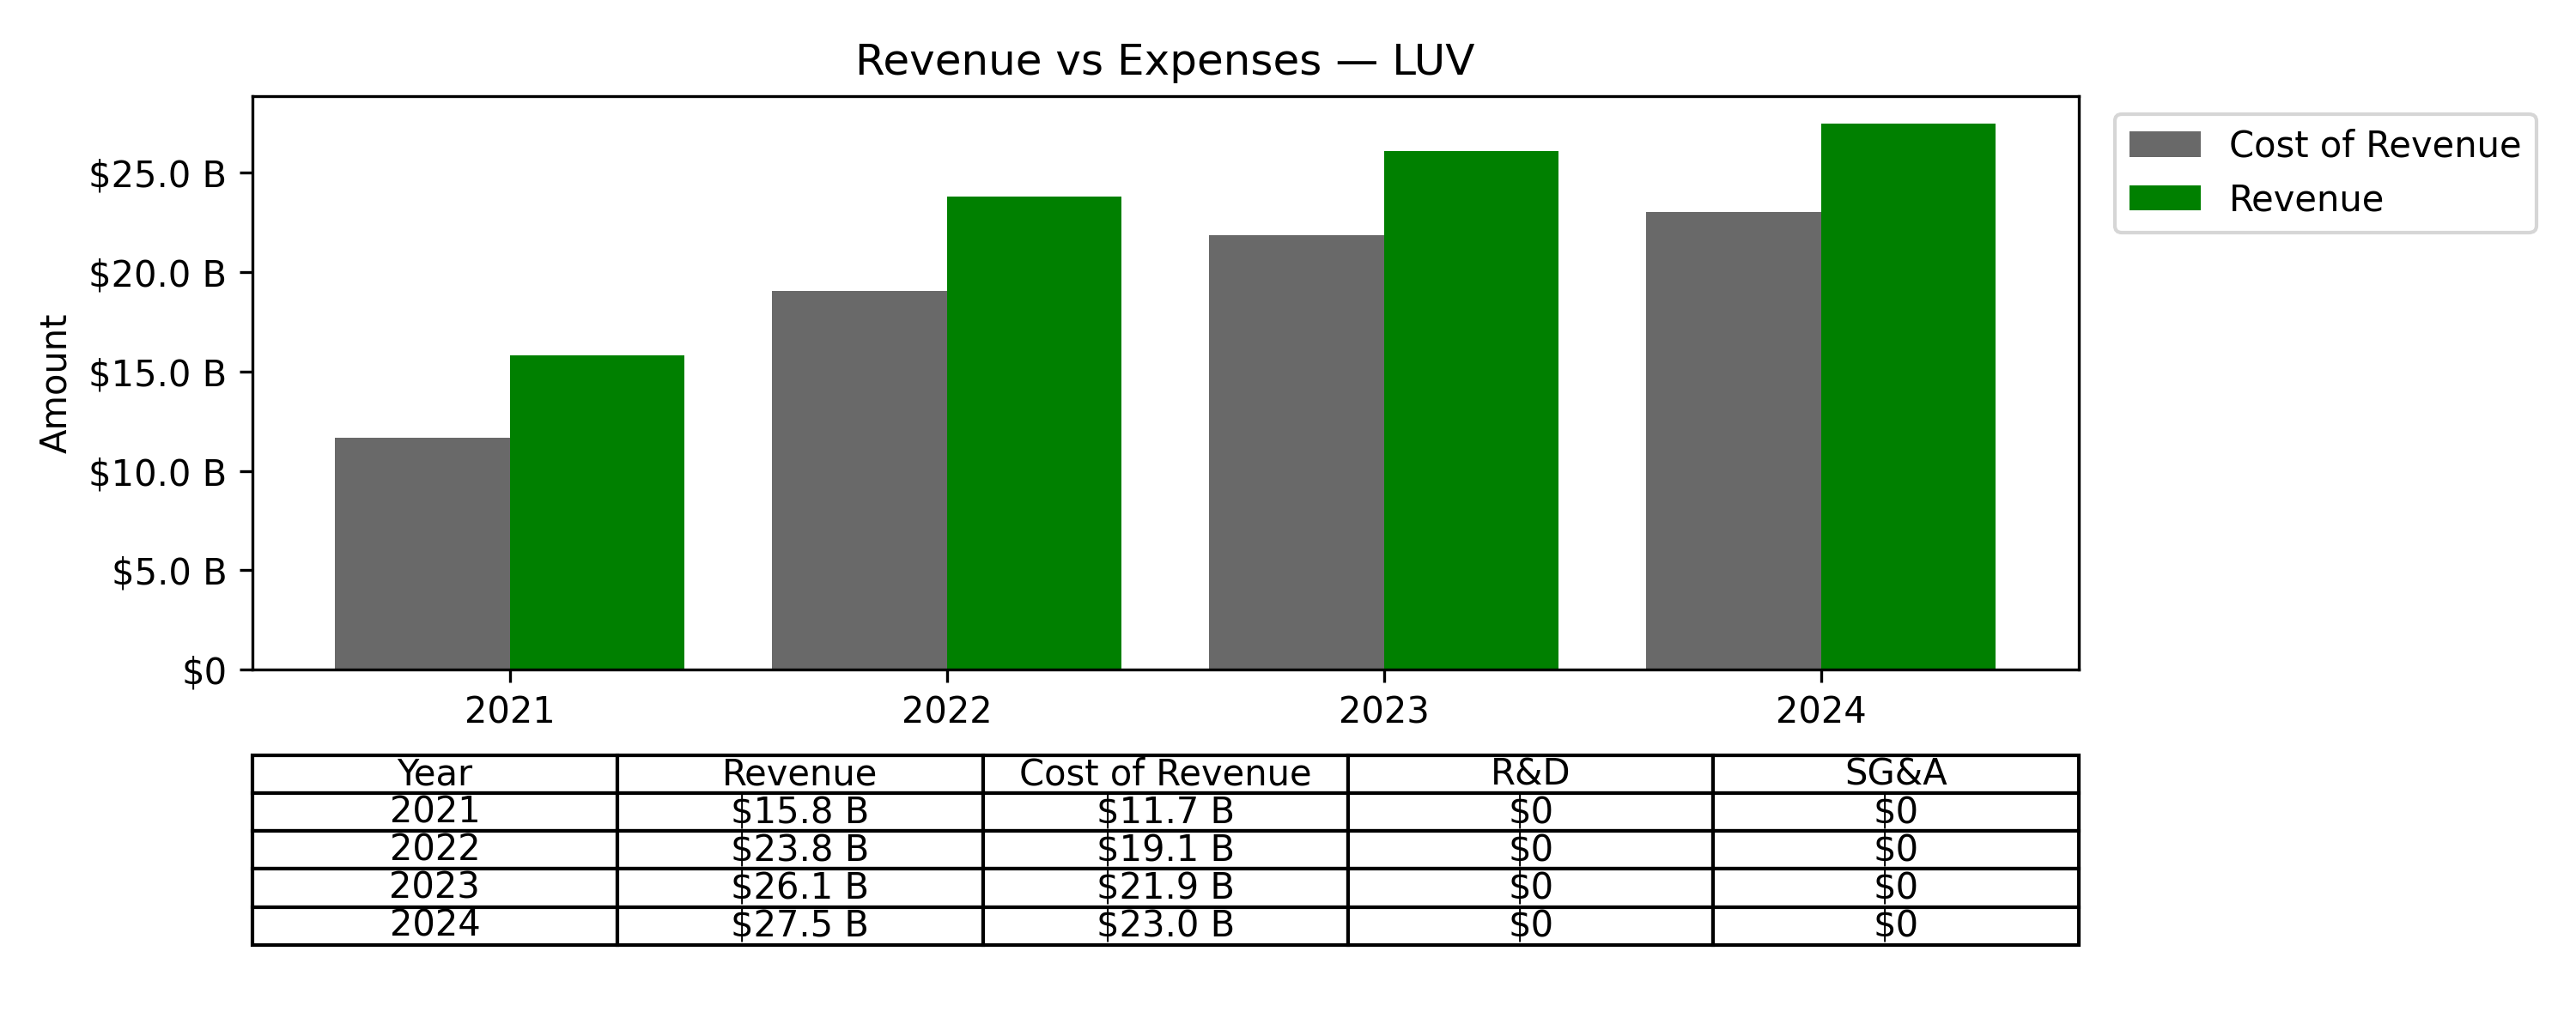 Revenue vs Expenses — LUV
Cost of Revenue
Revenue
Amount
$25.0 B
$20.0 B
$15.0 B
$10.0 B
$5.0 B
$0
2021 2022 2023 2024
Year Revenue Cost of Revenue R&D SG&A
2021 $15.8 B $11.7 B $0 $0
2022 $23.8 B $19.1 B $0 $0
2023 $26.1 B $21.9 B $0 $0
2024 $27.5 B $23.0 B $0 $0